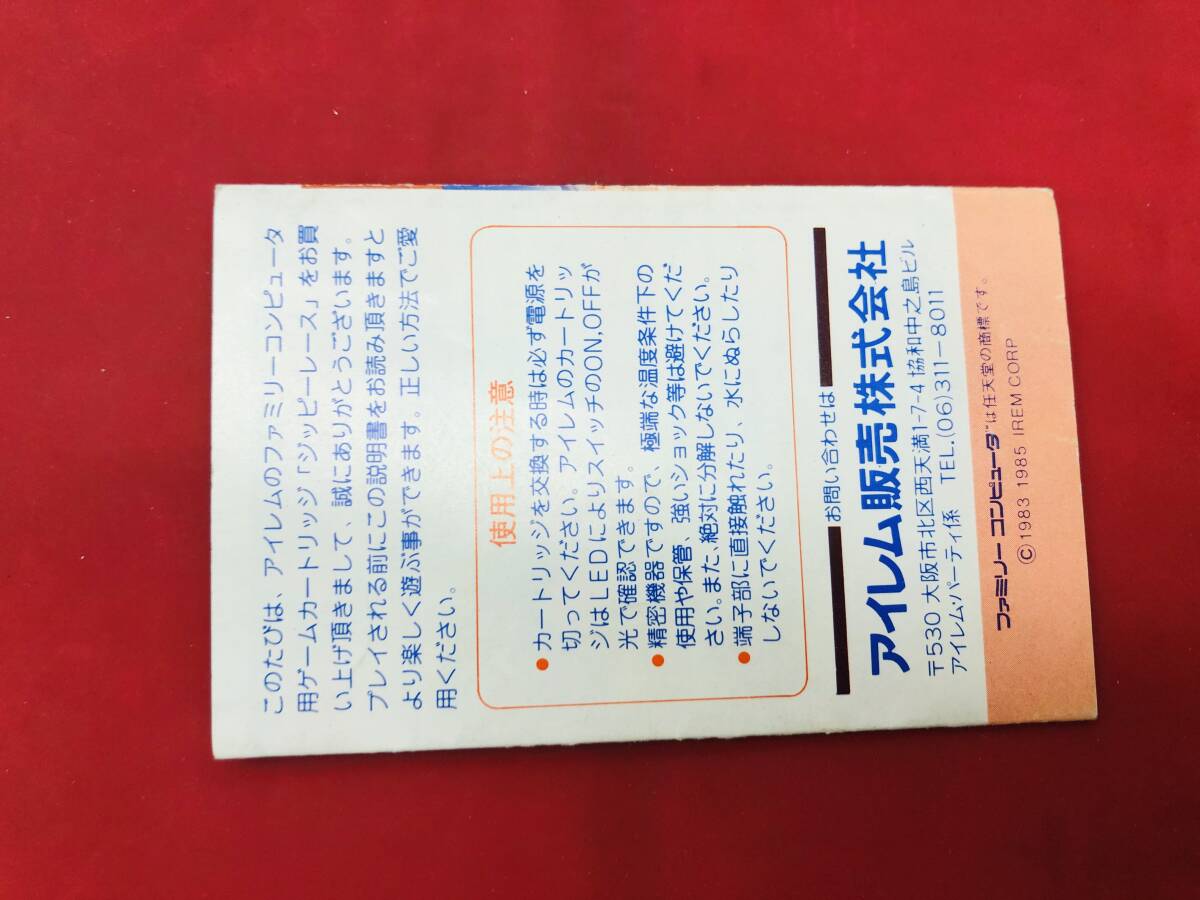 このたびは、アイレムのファミリーコンピュータ
用ゲームカートリッジ「ジッピーレース」をお買
い上げ頂きまして、誠にありがとうございます。
プレイされる前にこの説明書をお読み頂きますと
より楽しく遊ぶ事ができます。正しい方法でご愛
用ください。
使用上の注意
●カートリッジを交換する時は必ず電源を
切ってください。アイレムのカートリッ
ジはLEDによりスイッチのON,OFFが
光で確認できます。
●精密機器ですので、極端な温度条件下の
使用や保管、強いショック等は避けてくだ
さい。また、絶対に分解しないでください。
●端子部に直接触れたり、水にぬらしたり
しないでください。
お問い合わせは
アイレム販売株式会社
〒530 大阪市北区西天満1-7-4 協和中之島ビル
アイレム・パーティ係 TEL.(06)311-8011
ファミリーコンピュータ™は任天堂の商標です。
©1983 1985 IREM CORP